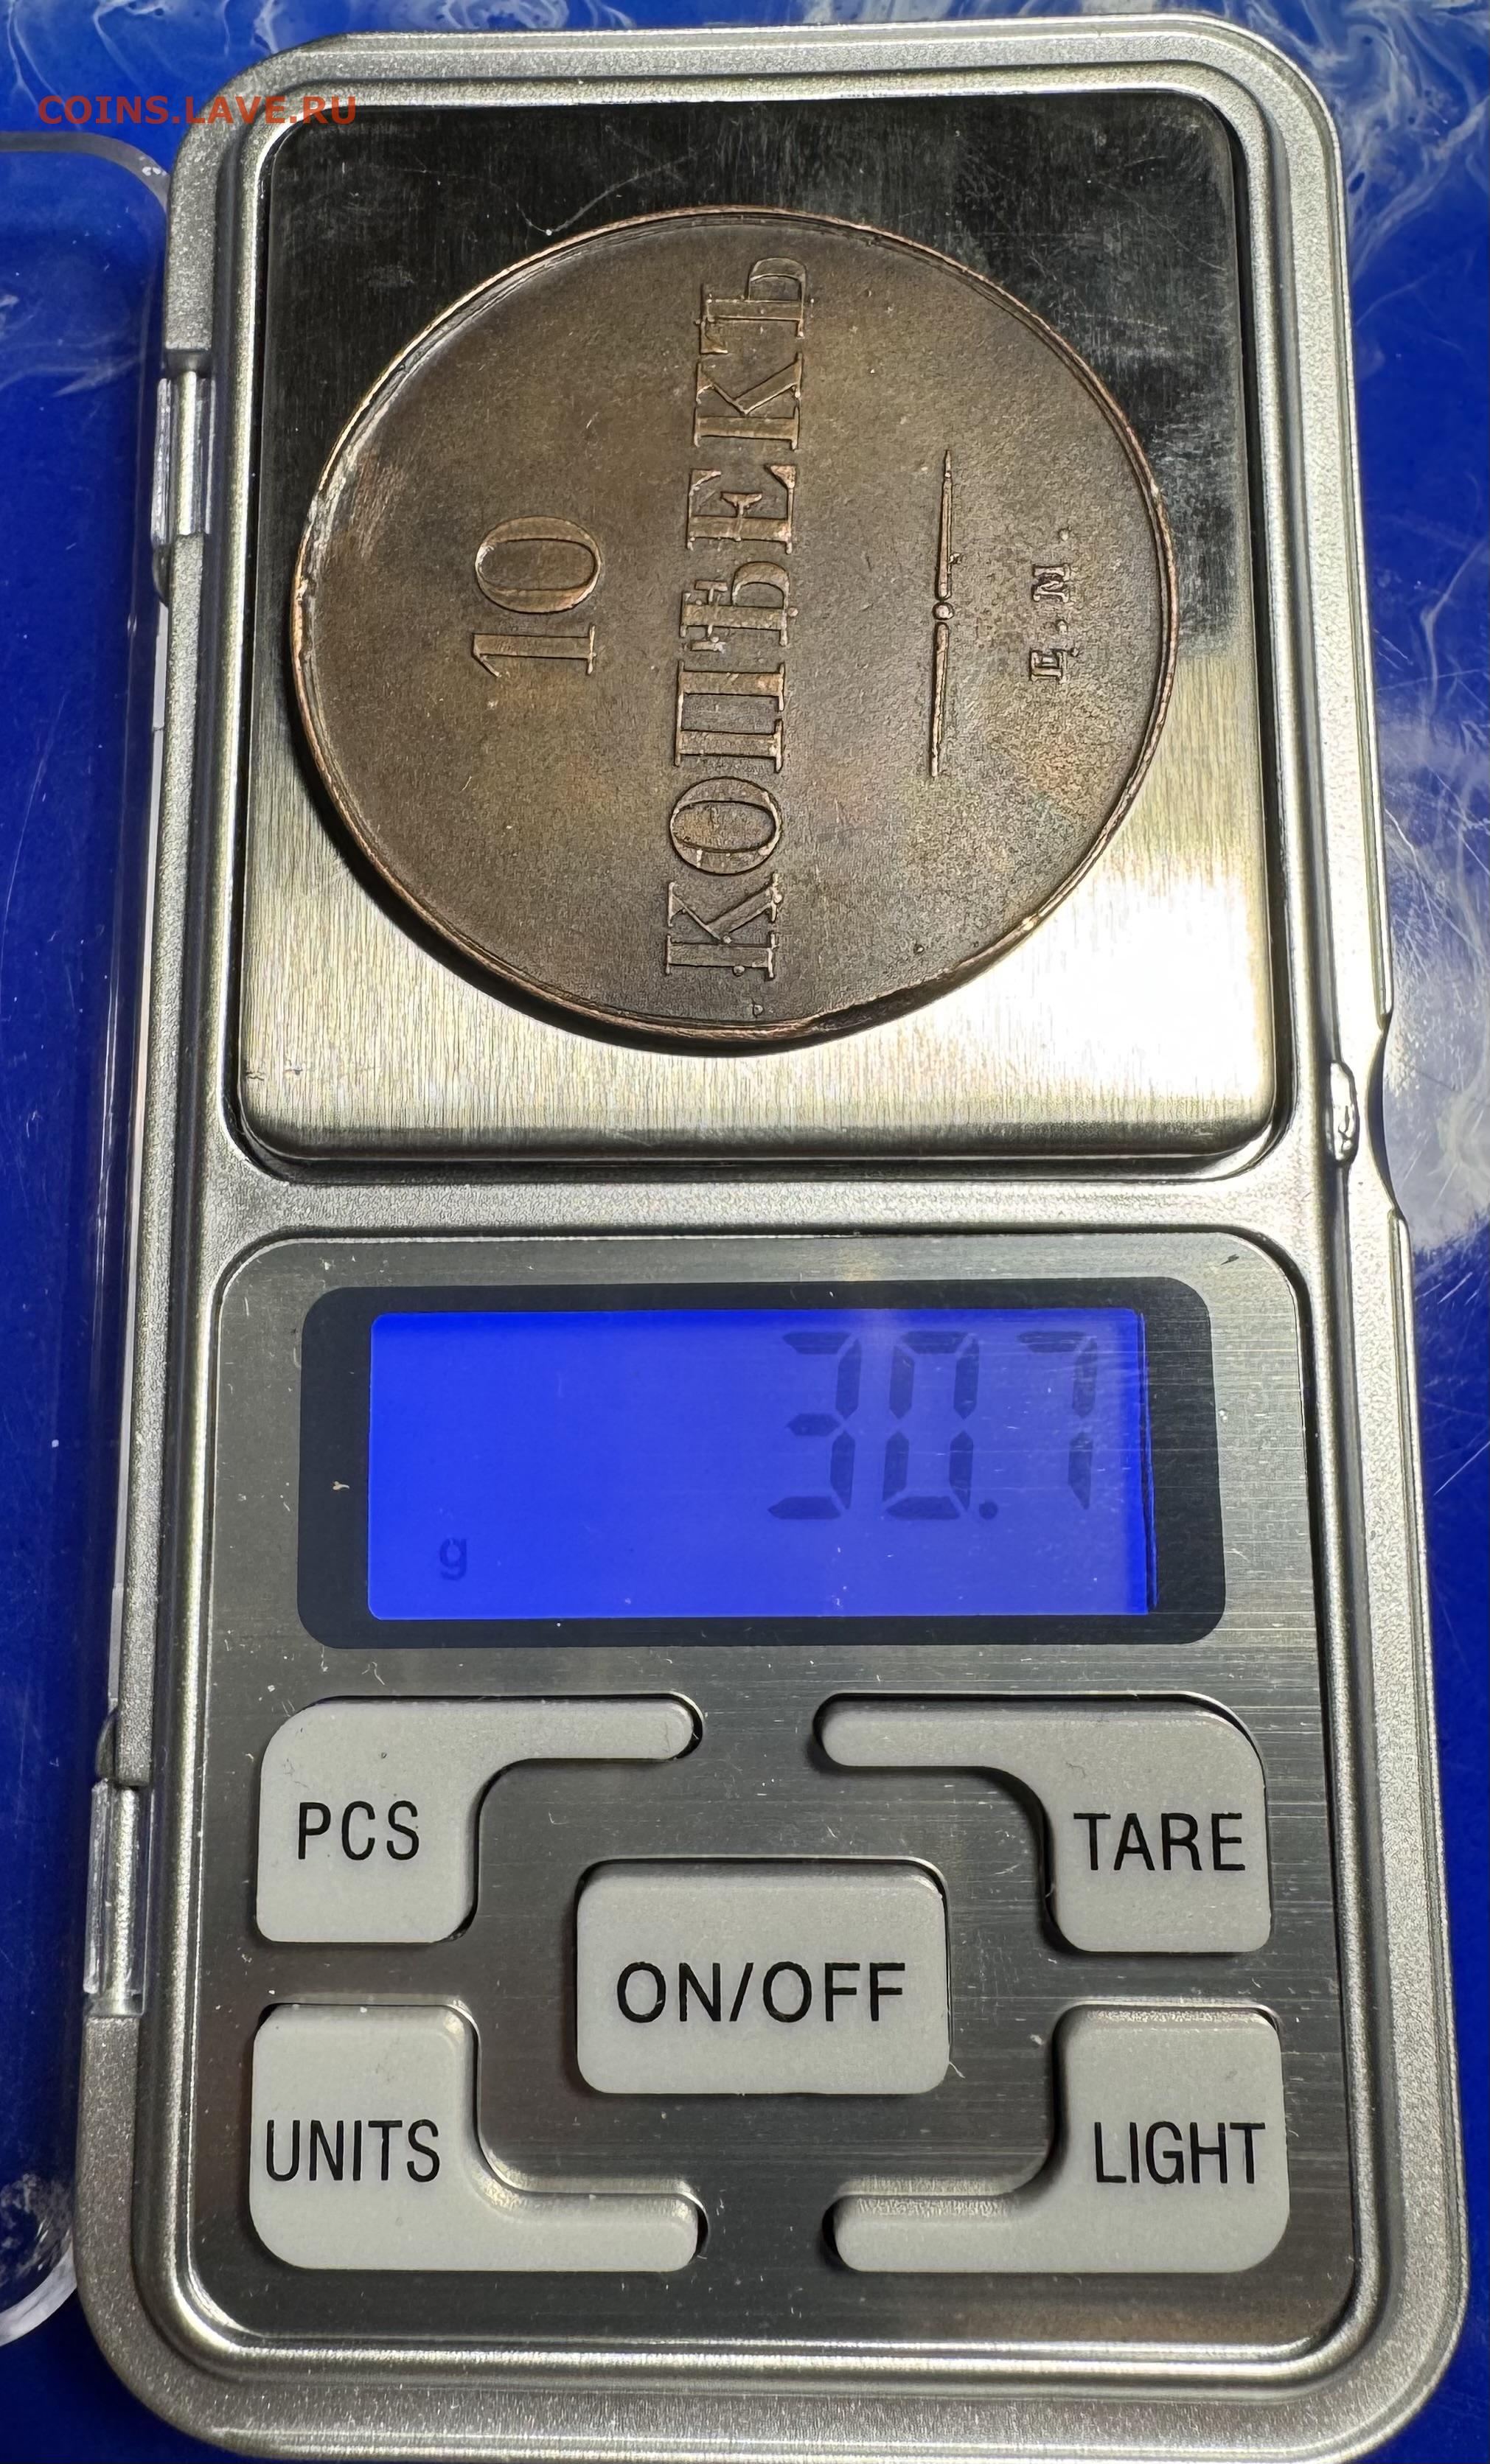 COINS.LAVE.RU
10
КОПѢЕКЪ
Е.М.
30.7
g
PCS
TARE
ON/OFF
UNITS
LIGHT